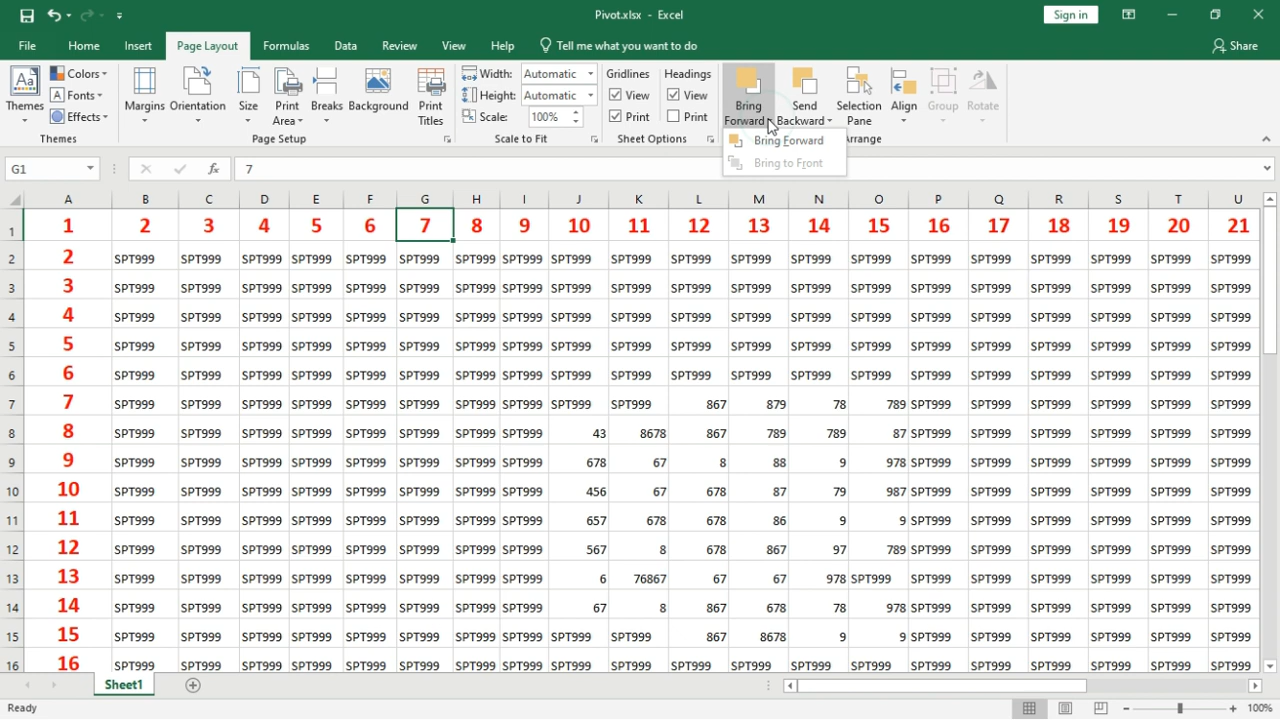 Pivot.xlsx - Excel
Sign in
File Home Insert Page Layout Formulas Data Review View Help Tell me what you want to do Share
Themes Colors Fonts Effects Themes
Margins Orientation Size Print Area Breaks Background Print Titles Page Setup
Width: Automatic
Height: Automatic
Scale: 100%
Scale to Fit
Gridlines Headings
View View
Print Print
Sheet Options
Bring Forward Send Backward Selection Pane Align Group Rotate
Arrange
Bring Forward
Bring to Front
G1 fx 7
A B C D E F G H I J K L M N O P Q R S T U
1 1 2 3 4 5 6 7 8 9 10 11 12 13 14 15 16 17 18 19 20 21
2 2 SPT999 SPT999 SPT999 SPT999 SPT999 SPT999 SPT999 SPT999 SPT999 SPT999 SPT999 SPT999 SPT999 SPT999 SPT999 SPT999 SPT999 SPT999 SPT999 SPT999
3 3 SPT999 SPT999 SPT999 SPT999 SPT999 SPT999 SPT999 SPT999 SPT999 SPT999 SPT999 SPT999 SPT999 SPT999 SPT999 SPT999 SPT999 SPT999 SPT999 SPT999
4 4 SPT999 SPT999 SPT999 SPT999 SPT999 SPT999 SPT999 SPT999 SPT999 SPT999 SPT999 SPT999 SPT999 SPT999 SPT999 SPT999 SPT999 SPT999 SPT999 SPT999
5 5 SPT999 SPT999 SPT999 SPT999 SPT999 SPT999 SPT999 SPT999 SPT999 SPT999 SPT999 SPT999 SPT999 SPT999 SPT999 SPT999 SPT999 SPT999 SPT999 SPT999
6 6 SPT999 SPT999 SPT999 SPT999 SPT999 SPT999 SPT999 SPT999 SPT999 SPT999 SPT999 SPT999 SPT999 SPT999 SPT999 SPT999 SPT999 SPT999 SPT999 SPT999
7 7 SPT999 SPT999 SPT999 SPT999 SPT999 SPT999 SPT999 SPT999 SPT999 SPT999 867 879 78 789 SPT999 SPT999 SPT999 SPT999 SPT999 SPT999
8 8 SPT999 SPT999 SPT999 SPT999 SPT999 SPT999 SPT999 SPT999 43 8678 867 789 789 87 SPT999 SPT999 SPT999 SPT999 SPT999 SPT999
9 9 SPT999 SPT999 SPT999 SPT999 SPT999 SPT999 SPT999 SPT999 678 67 8 88 9 978 SPT999 SPT999 SPT999 SPT999 SPT999 SPT999
10 10 SPT999 SPT999 SPT999 SPT999 SPT999 SPT999 SPT999 SPT999 456 67 678 87 79 987 SPT999 SPT999 SPT999 SPT999 SPT999 SPT999
11 11 SPT999 SPT999 SPT999 SPT999 SPT999 SPT999 SPT999 SPT999 657 678 678 86 9 9 SPT999 SPT999 SPT999 SPT999 SPT999 SPT999
12 12 SPT999 SPT999 SPT999 SPT999 SPT999 SPT999 SPT999 SPT999 567 8 678 867 97 789 SPT999 SPT999 SPT999 SPT999 SPT999 SPT999
13 13 SPT999 SPT999 SPT999 SPT999 SPT999 SPT999 SPT999 SPT999 6 76867 67 67 978 SPT999 SPT999 SPT999 SPT999 SPT999 SPT999 SPT999
14 14 SPT999 SPT999 SPT999 SPT999 SPT999 SPT999 SPT999 SPT999 67 8 867 678 78 978 SPT999 SPT999 SPT999 SPT999 SPT999 SPT999
15 15 SPT999 SPT999 SPT999 SPT999 SPT999 SPT999 SPT999 SPT999 SPT999 SPT999 867 8678 9 9 SPT999 SPT999 SPT999 SPT999 SPT999 SPT999
16 16 SPT999 SPT999 SPT999 SPT999 SPT999 SPT999 SPT999 SPT999 SPT999 SPT999 SPT999 SPT999 SPT999 SPT999 SPT999 SPT999 SPT999 SPT999 SPT999 SPT999
Sheet1
Ready 100%